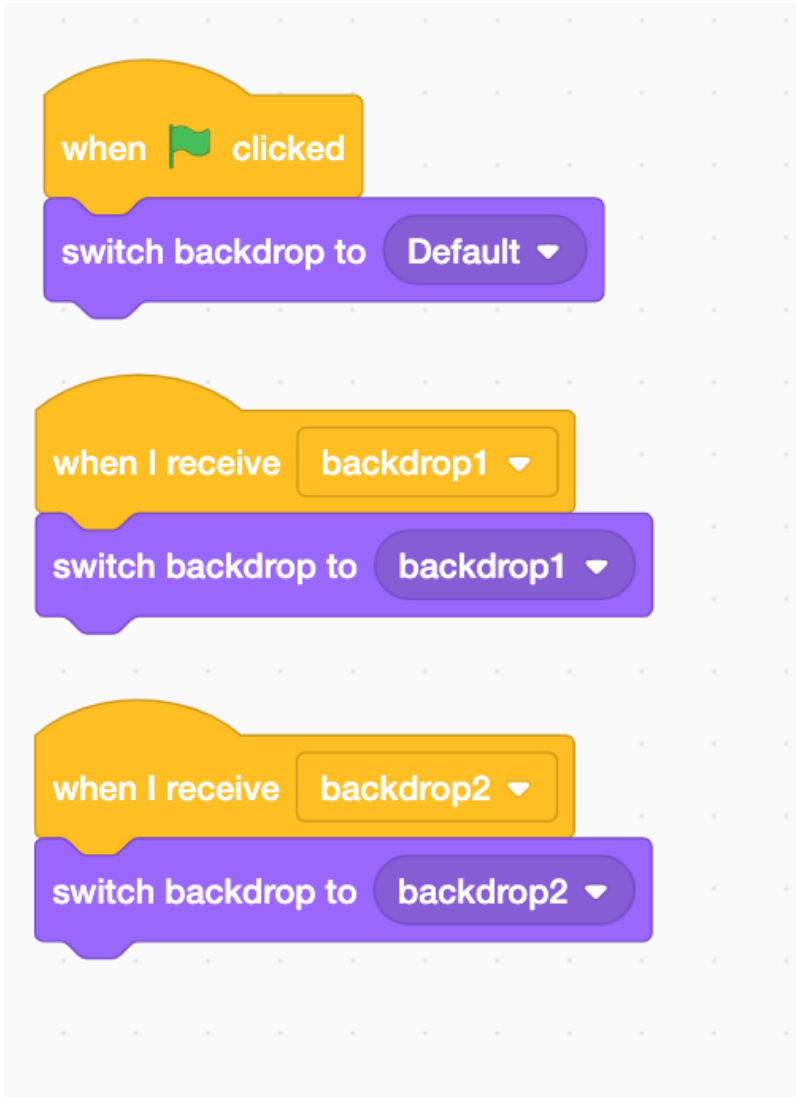 when clicked
switch backdrop to Default
when I receive backdrop1
switch backdrop to backdrop1
when I receive backdrop2
switch backdrop to backdrop2